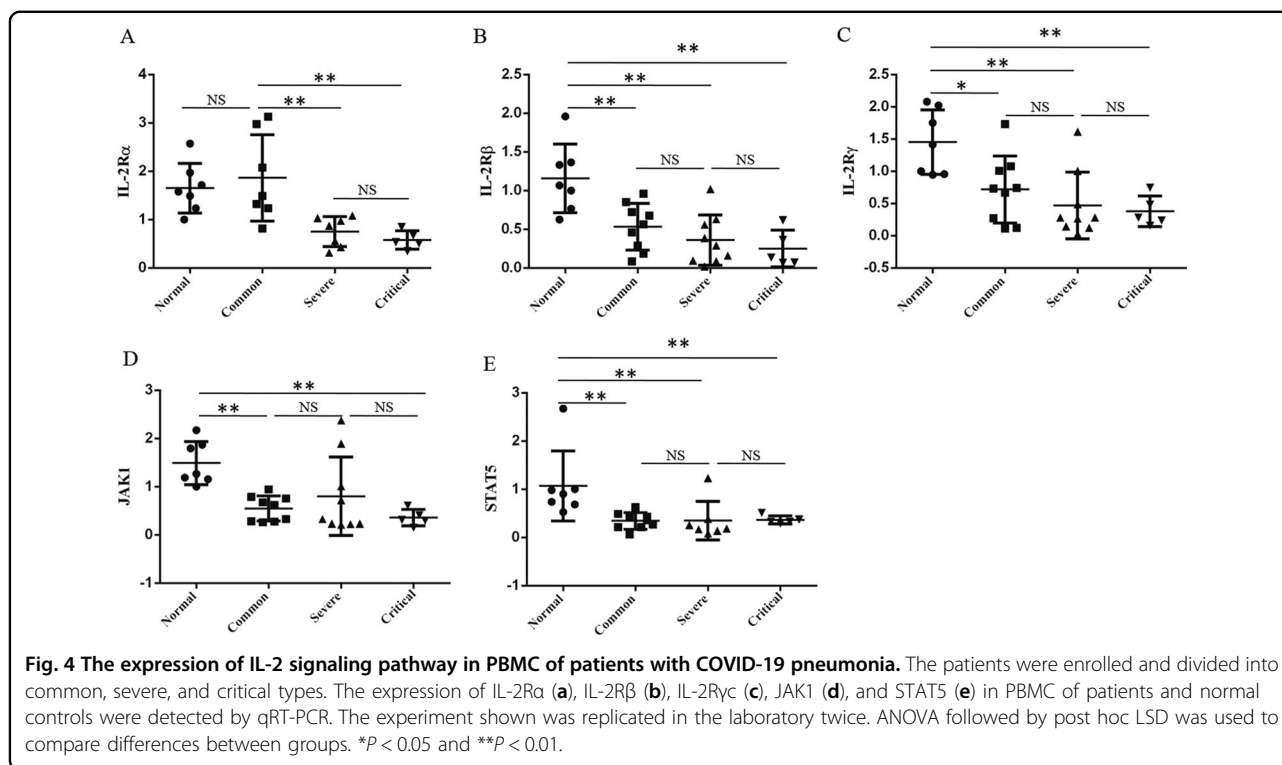 A
IL-2Rα
4
3
2
1
0
NS
**
**
NS
Normal
Common
Severe
Critical
B
IL-2Rβ
2.5
2.0
1.5
1.0
0.5
0.0
**
**
**
NS
NS
Normal
Common
Severe
Critical
C
IL-2Rγ
2.5
2.0
1.5
1.0
0.5
0.0
-0.5
**
**
*
NS
NS
Normal
Common
Severe
Critical
D
JAK1
3
2
1
0
-1
**
**
NS
NS
Normal
Common
Severe
Critical
E
STAT5
3
2
1
0
-1
**
**
**
NS
NS
Normal
Common
Severe
Critical
Fig. 4 The expression of IL-2 signaling pathway in PBMC of patients with COVID-19 pneumonia. The patients were enrolled and divided into
common, severe, and critical types. The expression of IL-2Rα (a), IL-2Rβ (b), IL-2Rγc (c), JAK1 (d), and STAT5 (e) in PBMC of patients and normal
controls were detected by qRT-PCR. The experiment shown was replicated in the laboratory twice. ANOVA followed by post hoc LSD was used to
compare differences between groups. *P < 0.05 and **P < 0.01.